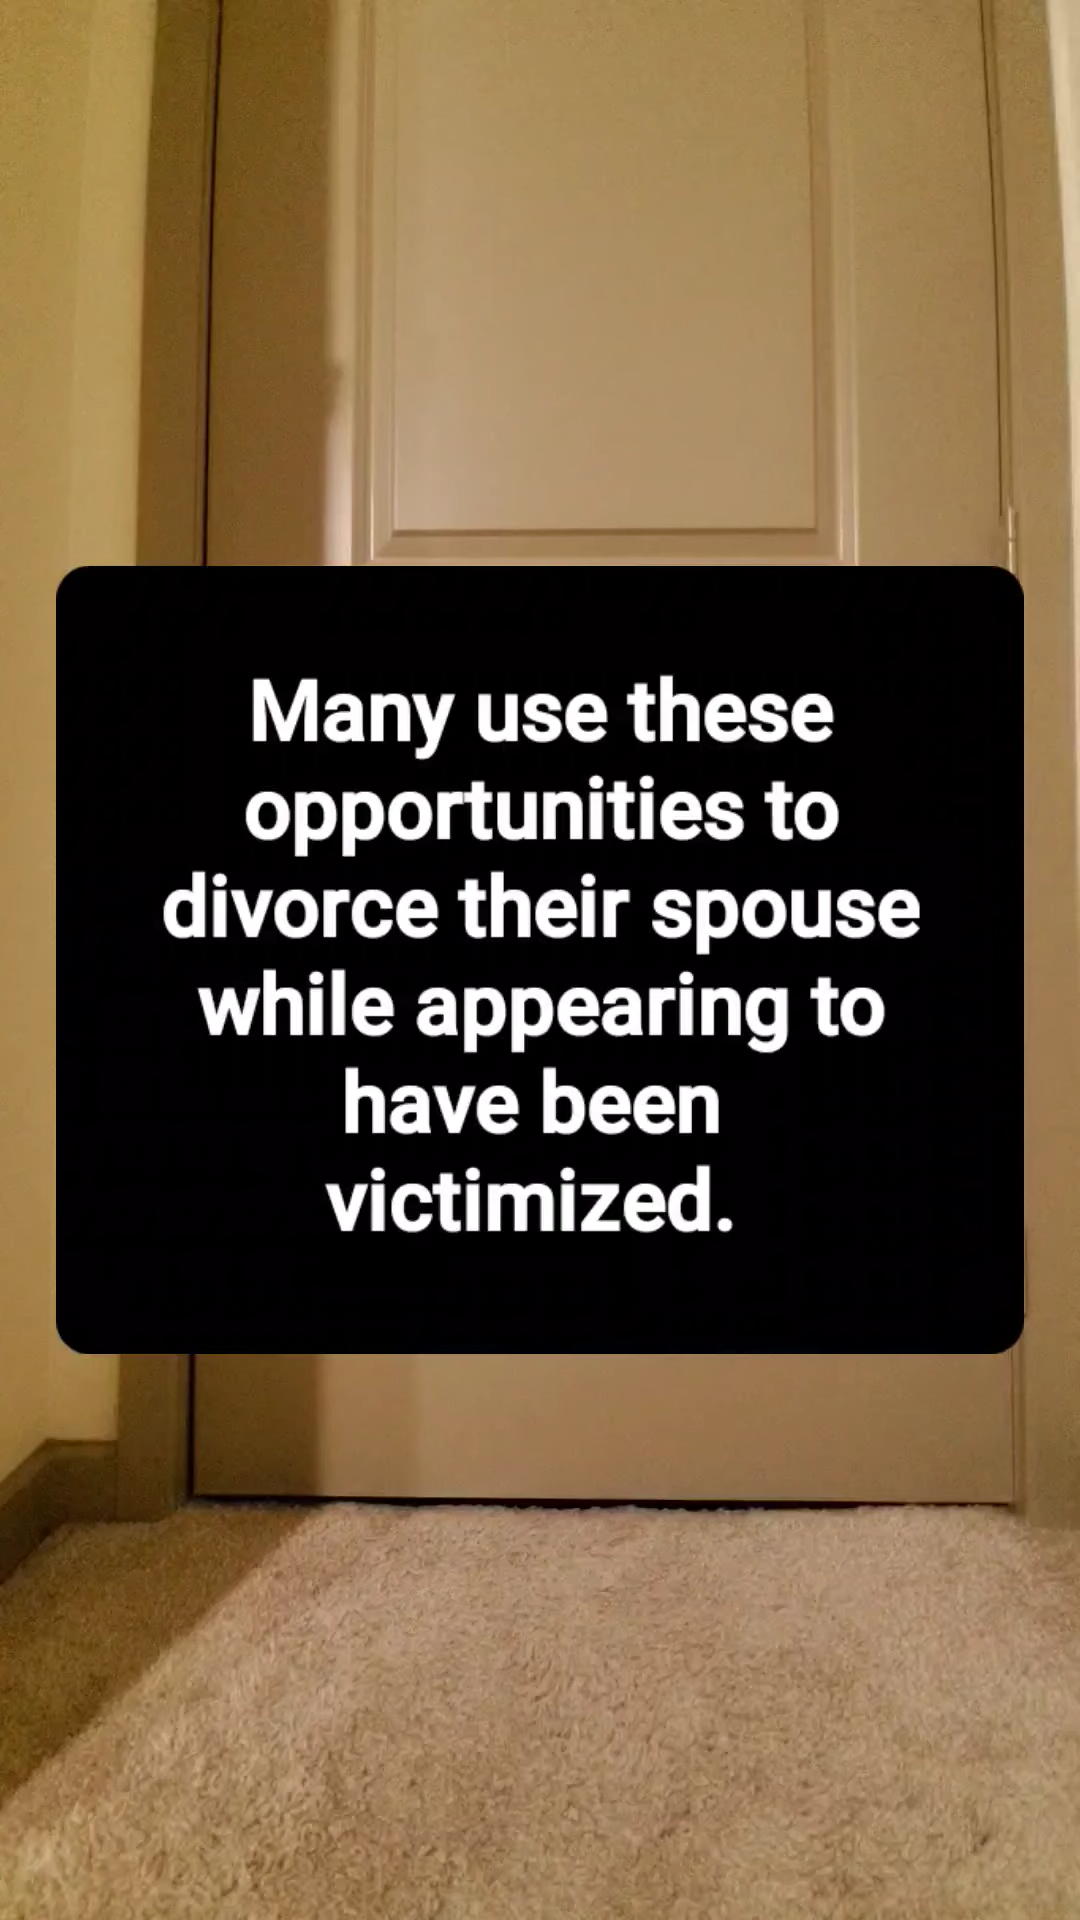 Many use these
opportunities to
divorce their spouse
while appearing to
have been
victimized.